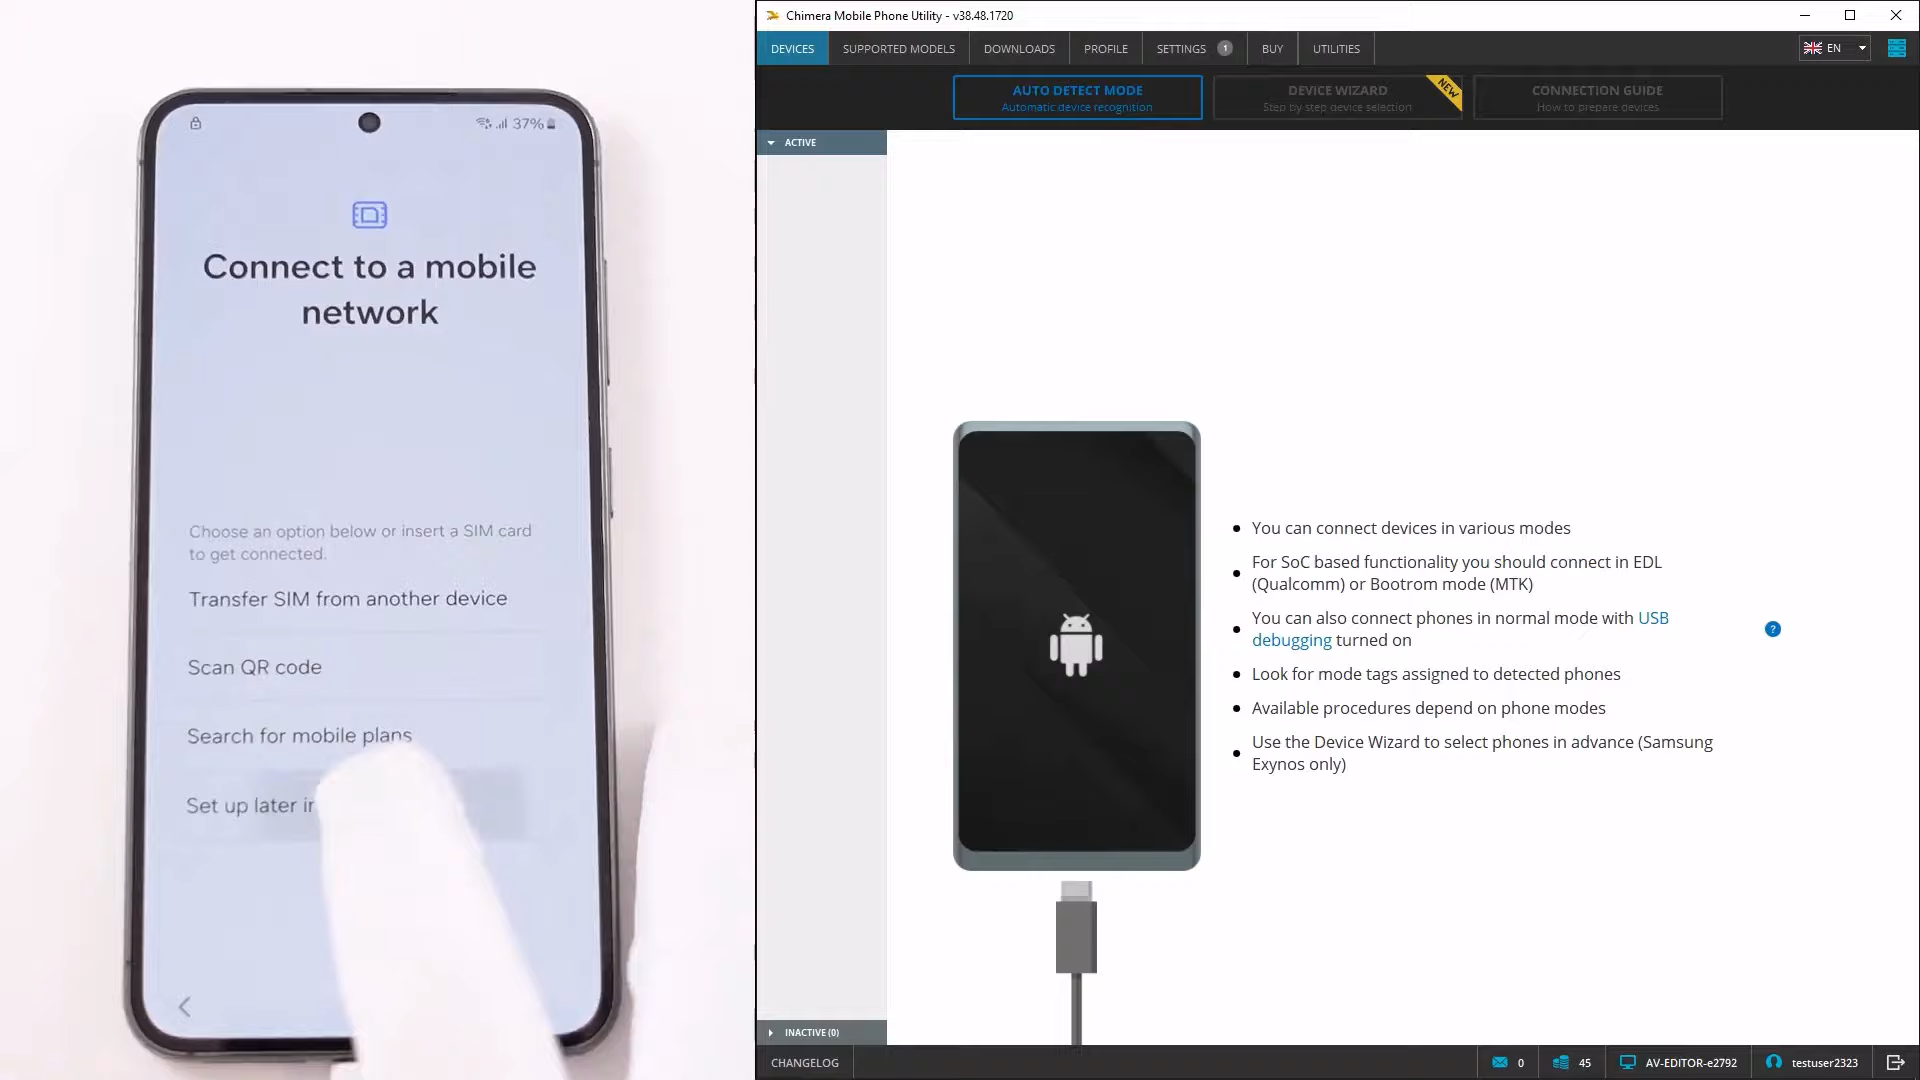 37%
Connect to a mobile
network
Choose an option below or insert a SIM card
to get connected.
Transfer SIM from another device
Scan QR code
Search for mobile plans
Set up later
Chimera Mobile Phone Utility - v38.48.1720
DEVICES
SUPPORTED MODELS
DOWNLOADS
PROFILE
SETTINGS 1
BUY
UTILITIES
EN
AUTO DETECT MODE
Automatic device recognition
DEVICE WIZARD
Step by step device selection
NEW
CONNECTION GUIDE
How to prepare devices
ACTIVE
You can connect devices in various modes
For SoC based functionality you should connect in EDL
(Qualcomm) or Bootrom mode (MTK)
You can also connect phones in normal mode with USB
debugging turned on
?
Look for mode tags assigned to detected phones
Available procedures depend on phone modes
Use the Device Wizard to select phones in advance (Samsung
Exynos only)
INACTIVE (0)
CHANGELOG
0
45
AV-EDITOR-e2792
testuser2323